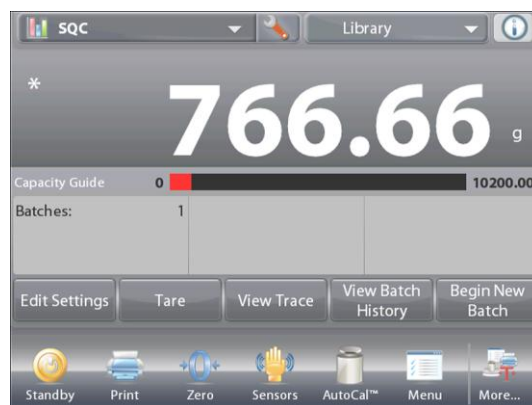 SQC Library
*
766.66 g
Capacity Guide 0 10200.00
Batches: 1
Edit Settings Tare View Trace View Batch History Begin New Batch
Standby Print Zero Sensors AutoCal™ Menu More...